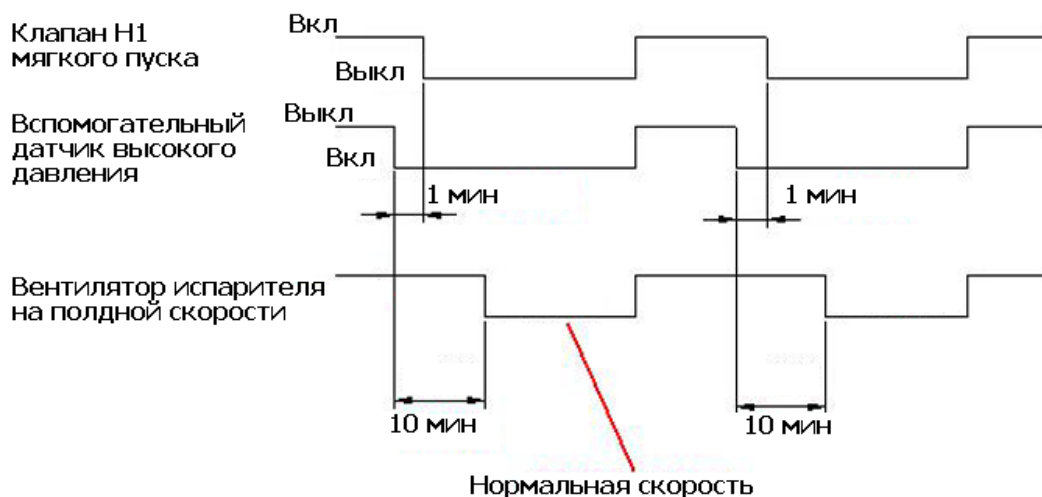 Клапан Н1
мягкого пуска
Вкл
Выкл
Вспомогательный
датчик высокого
давления
Выкл
Вкл
1 мин
1 мин
Вентилятор испарителя
на полдной скорости
10 мин
10 мин
Нормальная скорость